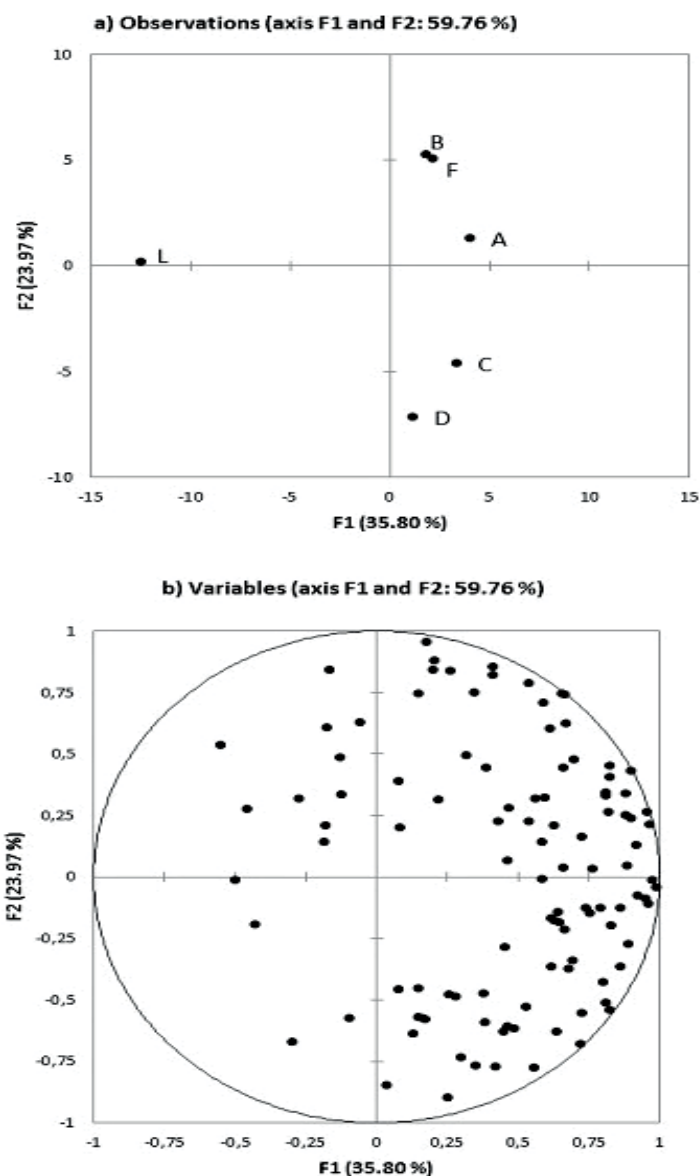 a) Observations (axis F1 and F2: 59.76 %)
10
B
F
5
A
L
0
F2 (23.97 %)
C
-5
D
-10
-15 -10 -5 0 5 10 15
F1 (35.80 %)
b) Variables (axis F1 and F2: 59.76 %)
1
0,75
0,5
0,25
0
F2 (23.97 %)
-0,25
-0,5
-0,75
-1
-1 -0,75 -0,5 -0,25 0 0,25 0,5 0,75 1
F1 (35.80 %)